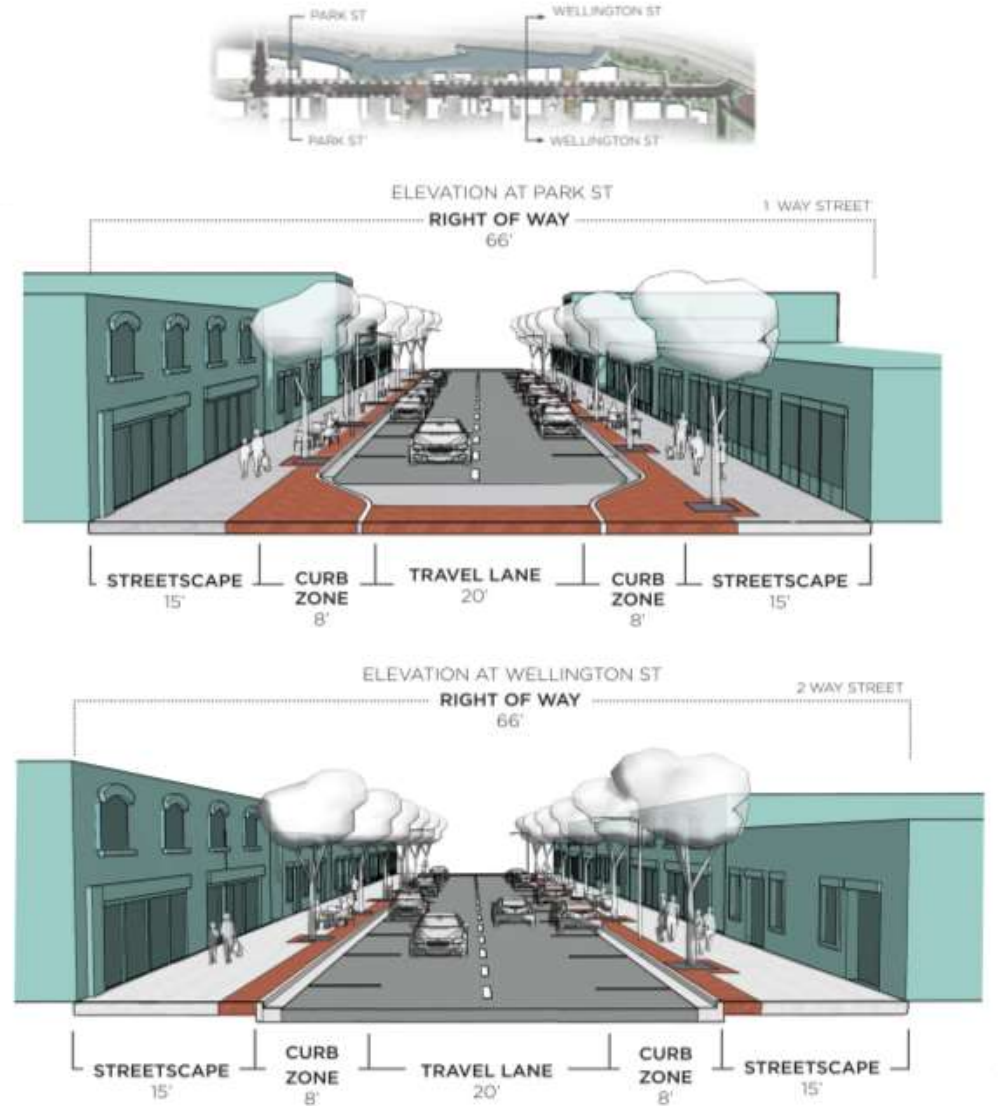 PARK ST
WELLINGTON ST
PARK ST'
WELLINGTON ST'
ELEVATION AT PARK ST
1 WAY STREET
RIGHT OF WAY
66'
STREETSCAPE
15'
CURB
ZONE
8'
TRAVEL LANE
20'
CURB
ZONE
8'
STREETSCAPE
15'
ELEVATION AT WELLINGTON ST
2 WAY STREET
RIGHT OF WAY
66'
STREETSCAPE
15'
CURB
ZONE
8'
TRAVEL LANE
20'
CURB
ZONE
8'
STREETSCAPE
15'